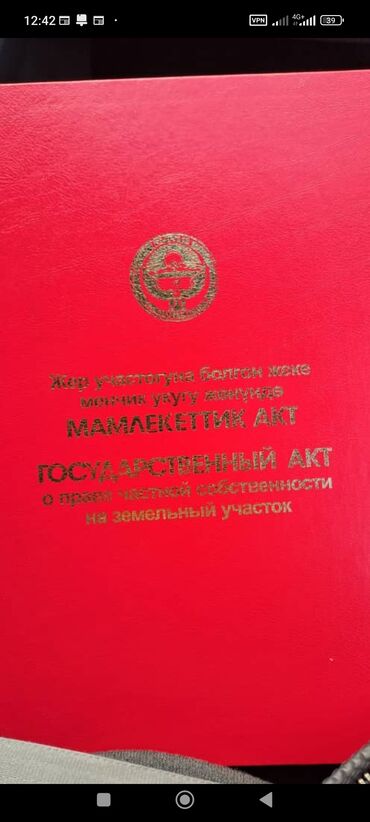 12:42
VPN
4G+
39
Жер участогуна болгон жеке
менчик укугу жөнүндө
МАМЛЕКЕТТИК АКТ
ГОСУДАРСТВЕННЫЙ АКТ
о праве частной собственности
на земельный участок